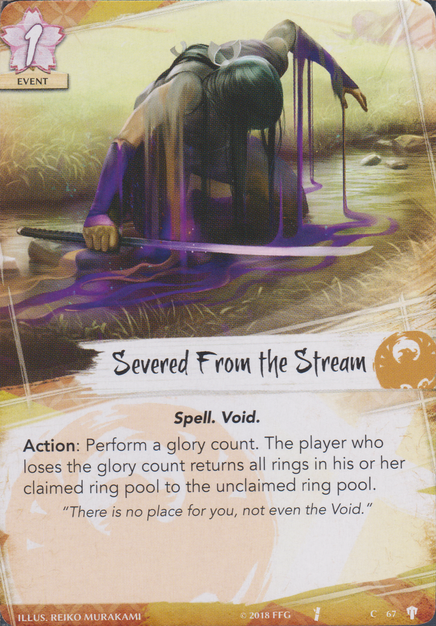 1
EVENT
Severed From the Stream
Spell. Void.
Action: Perform a glory count. The player who
loses the glory count returns all rings in his or her
claimed ring pool to the unclaimed ring pool.
“There is no place for you, not even the Void.”
ILLUS. REIKO MURAKAMI © 2018 FFG C 67